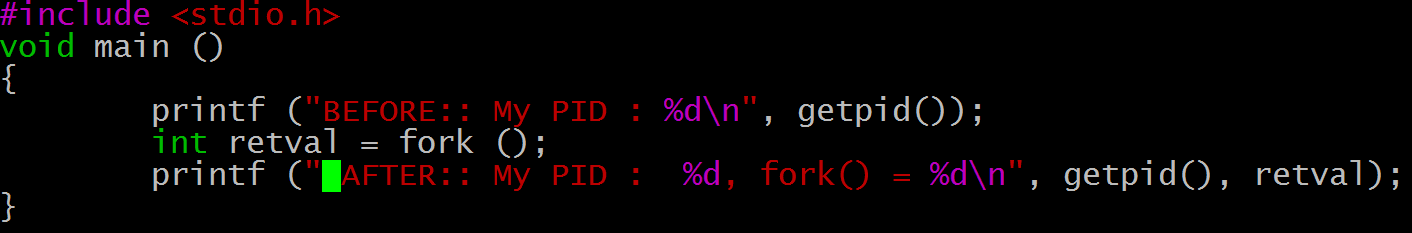 #include <stdio.h>
void main ()
{
        printf ("BEFORE:: My PID : %d\n", getpid());
        int retval = fork ();
        printf (" AFTER:: My PID :  %d, fork() = %d\n", getpid(), retval);
}